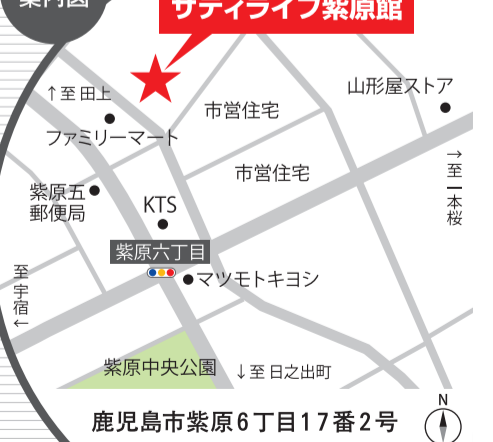 案内図
サティライフ紫原館
↑至 田上
ファミリーマート
市営住宅
山形屋ストア
市営住宅
→至 一本桜
紫原五
郵便局
KTS
紫原六丁目
マツモトキヨシ
至 宇宿←
紫原中央公園
↓至 日之出町
鹿児島市紫原6丁目17番2号
N